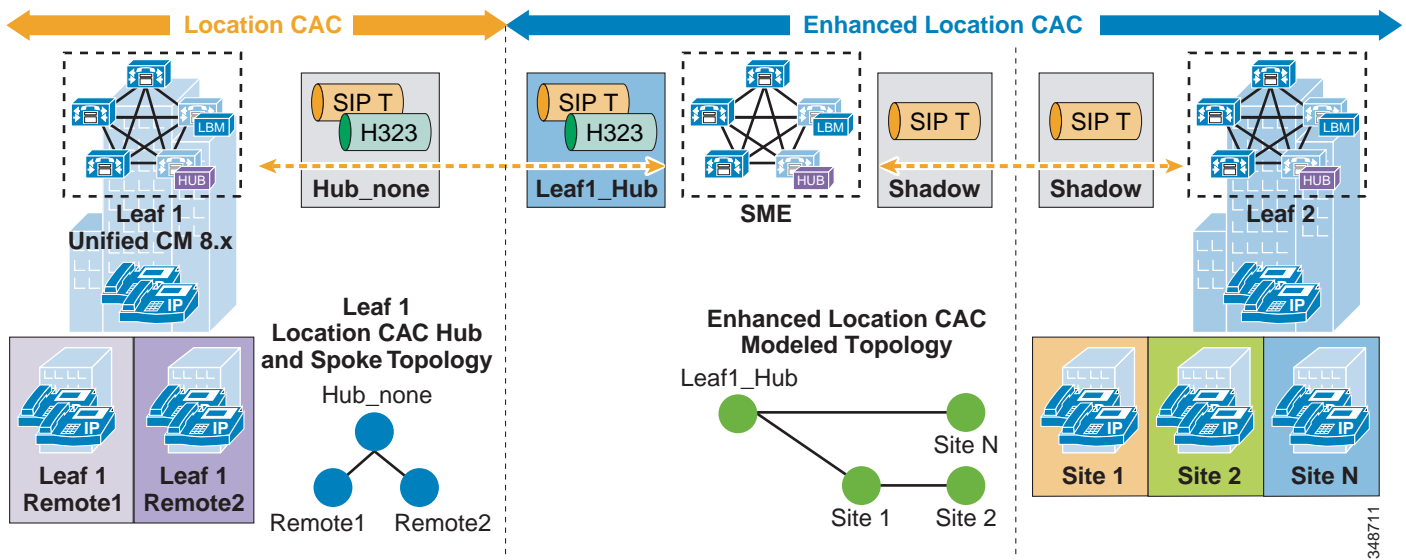 Location CAC
Enhanced Location CAC
LBM
HUB
Leaf 1
Unified CM 8.x
SIP T
H323
Hub_none
SIP T
H323
Leaf1_Hub
LBM
HUB
SME
SIP T
Shadow
SIP T
Shadow
LBM
HUB
Leaf 2
IP
IP
Leaf 1
Remote1
IP
Leaf 1
Remote2
Leaf 1
Location CAC Hub
and Spoke Topology
Hub_none
Remote1
Remote2
Enhanced Location CAC
Modeled Topology
Leaf1_Hub
Site N
Site 1
Site 2
IP
IP
Site 1
IP
Site 2
IP
Site N
348711